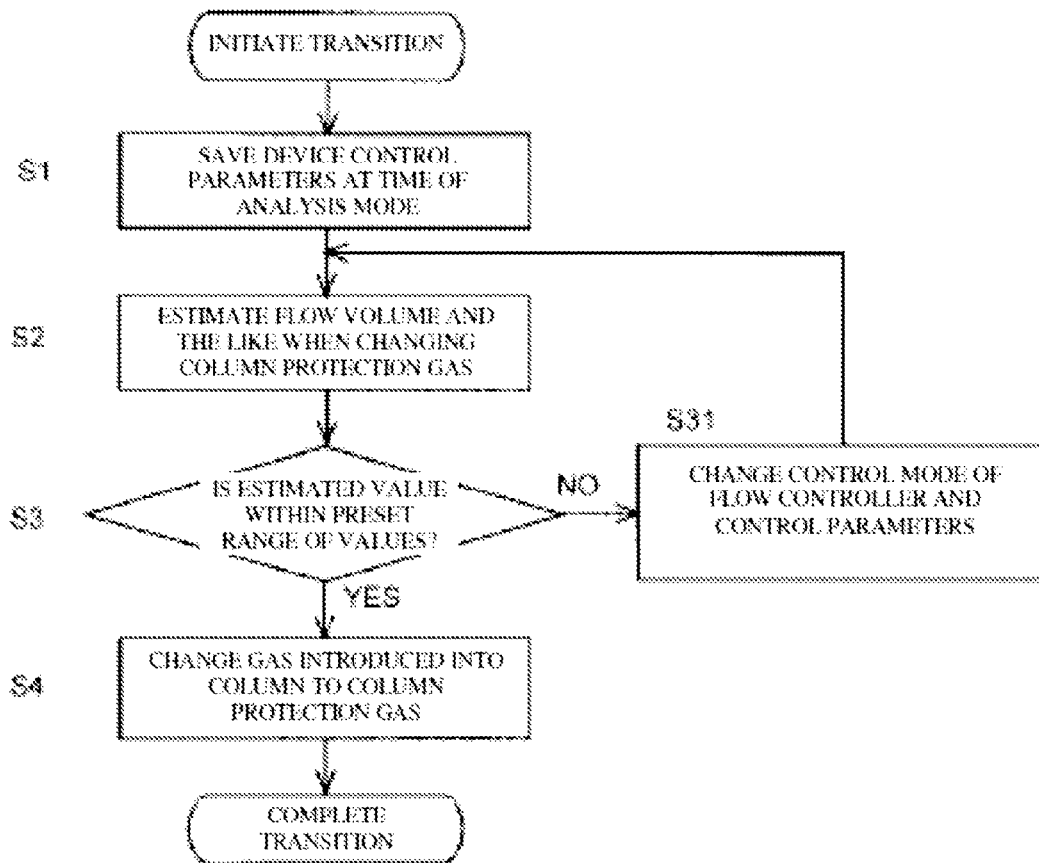 INITIATE TRANSITION
S1
SAVE DEVICE CONTROL
PARAMETERS AT TIME OF
ANALYSIS MODE
S2
ESTIMATE FLOW VOLUME AND
THE LIKE WHEN CHANGING
COLUMN PROTECTION GAS
S3
IS ESTIMATED VALUE
WITHIN PRESET
RANGE OF VALUES?
NO
S31
CHANGE CONTROL MODE OF
FLOW CONTROLLER AND
CONTROL PARAMETERS
YES
S4
CHANGE GAS INTRODUCED INTO
COLUMN TO COLUMN
PROTECTION GAS
COMPLETE
TRANSITION